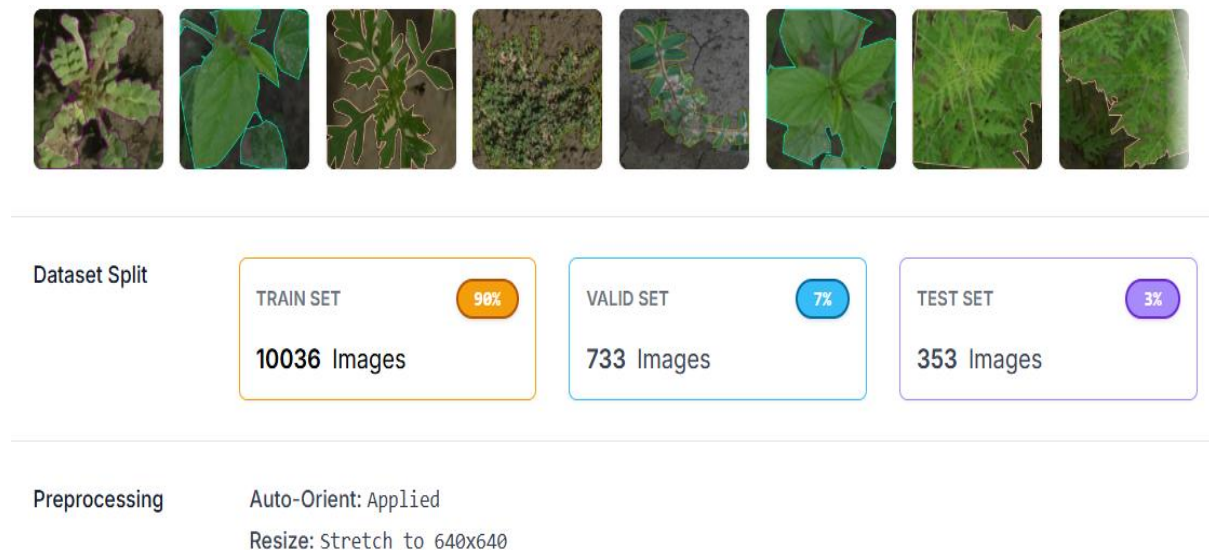 Dataset Split
TRAIN SET 90%
10036 Images
VALID SET 7%
733 Images
TEST SET 3%
353 Images
Preprocessing
Auto-Orient: Applied
Resize: Stretch to 640x640